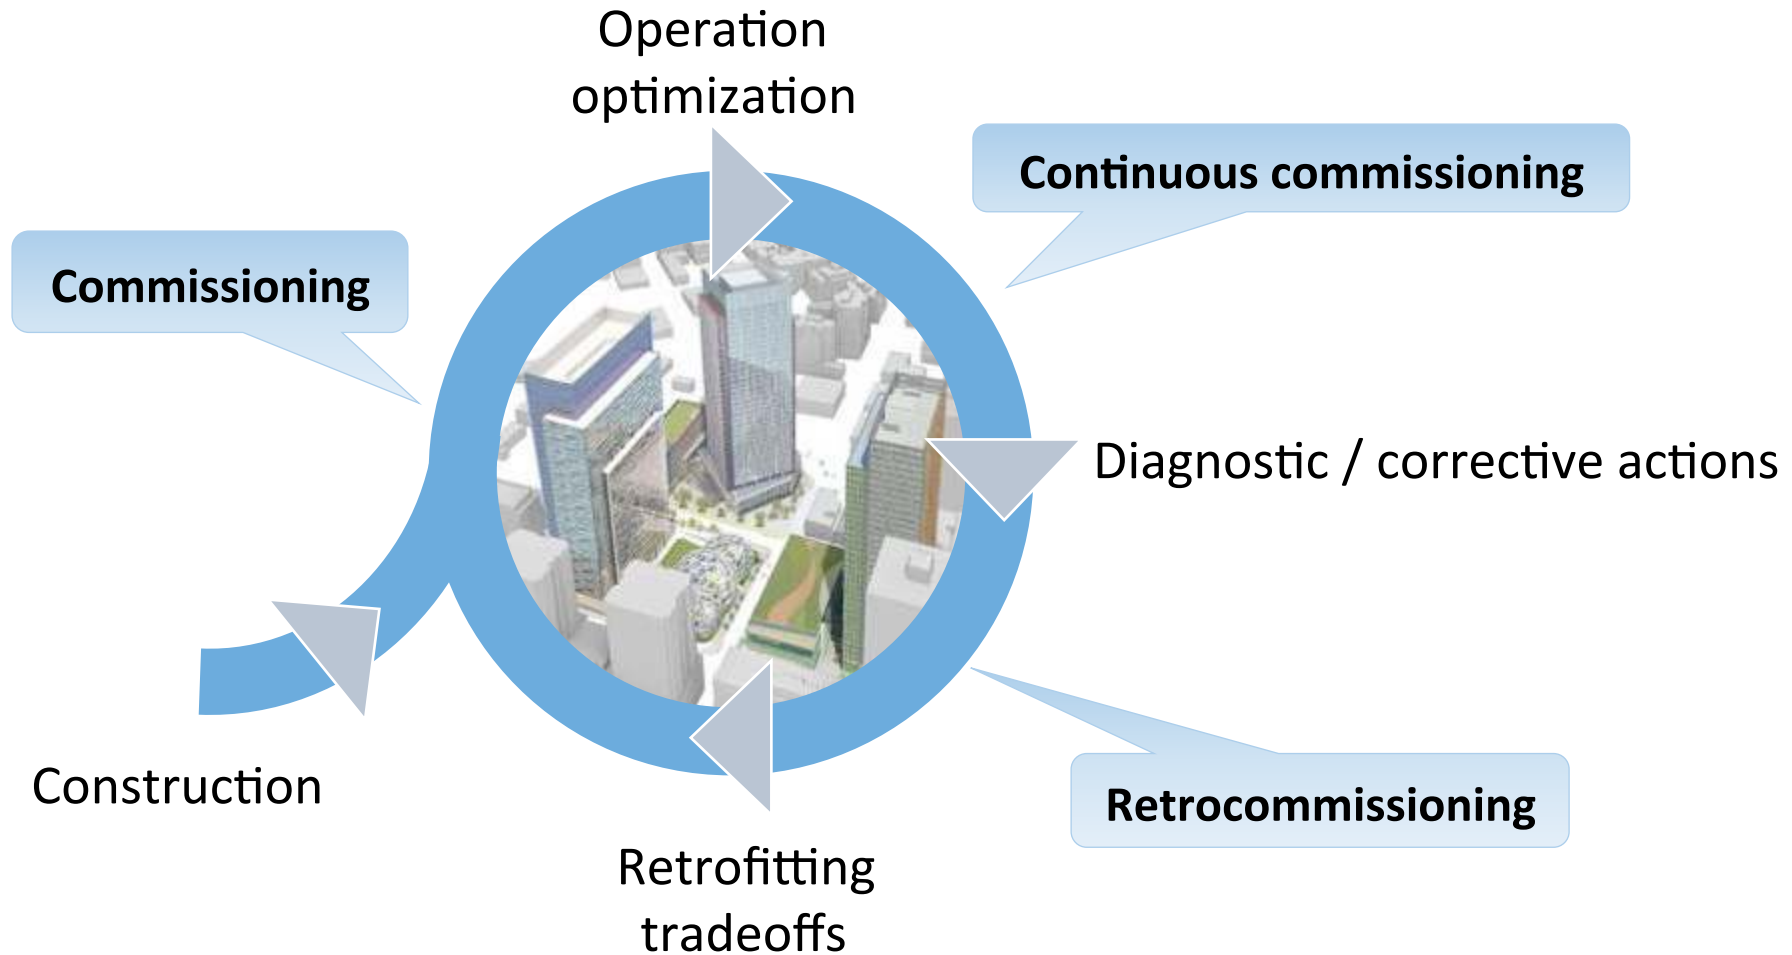 Operation
optimization
Continuous commissioning
Commissioning
Diagnostic / corrective actions
Construction
Retrocommissioning
Retrofitting
tradeoffs